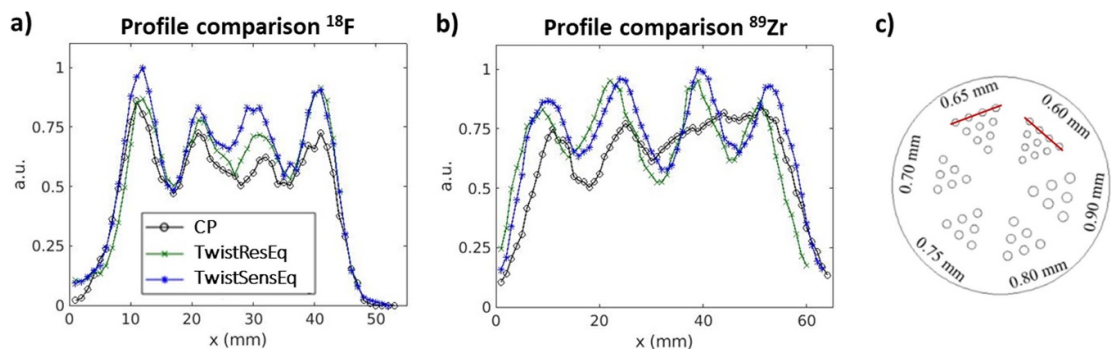 a) Profile comparison ¹⁸F
1
0.75
0.5
0.25
0
a.u.
0 10 20 30 40 50
x (mm)
CP
TwistResEq
TwistSensEq
b) Profile comparison ⁸⁹Zr
1
0.75
0.5
0.25
0
a.u.
0 20 40 60
x (mm)
c)
0.65 mm
0.60 mm
0.70 mm
0.90 mm
0.75 mm
0.80 mm